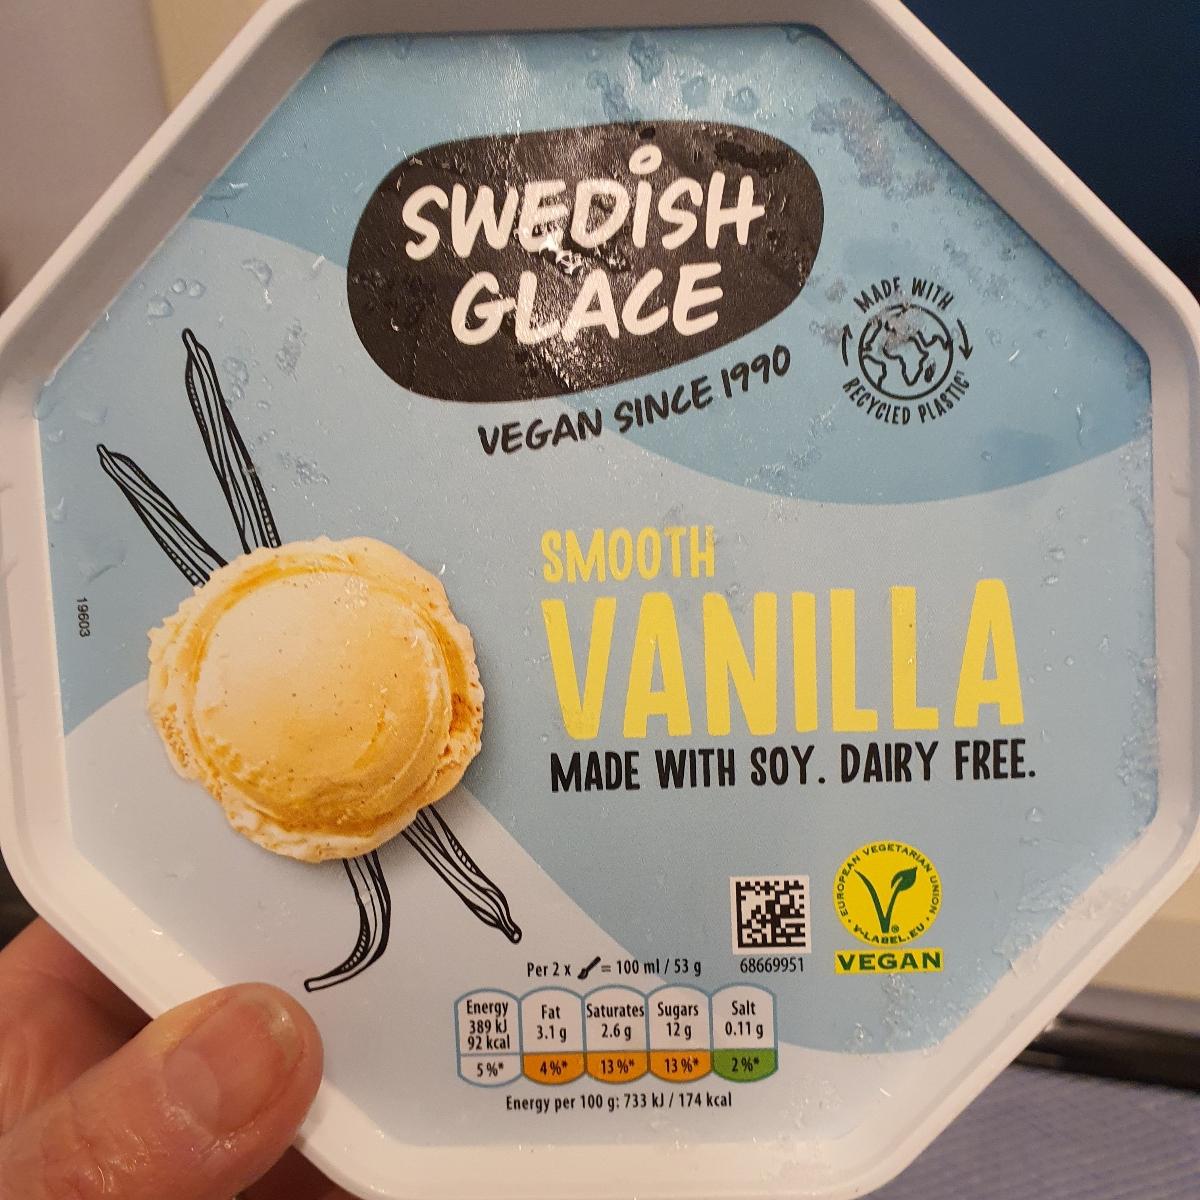 SWEDISH
GLACE
VEGAN SINCE 1990
MADE WITH
RECYCLED PLASTIC¹
SMOOTH
VANILLA
MADE WITH SOY. DAIRY FREE.
19603
EUROPEAN VEGETARIAN UNION
V-LABEL.EU
®
VEGAN
68669951
Per 2 x = 100 ml / 53 g
Energy 389 kJ 92 kcal 5%*
Fat 3.1 g 4%*
Saturates 2.6 g 13%*
Sugars 12 g 13%*
Salt 0.11 g 2%*
Energy per 100 g: 733 kJ / 174 kcal